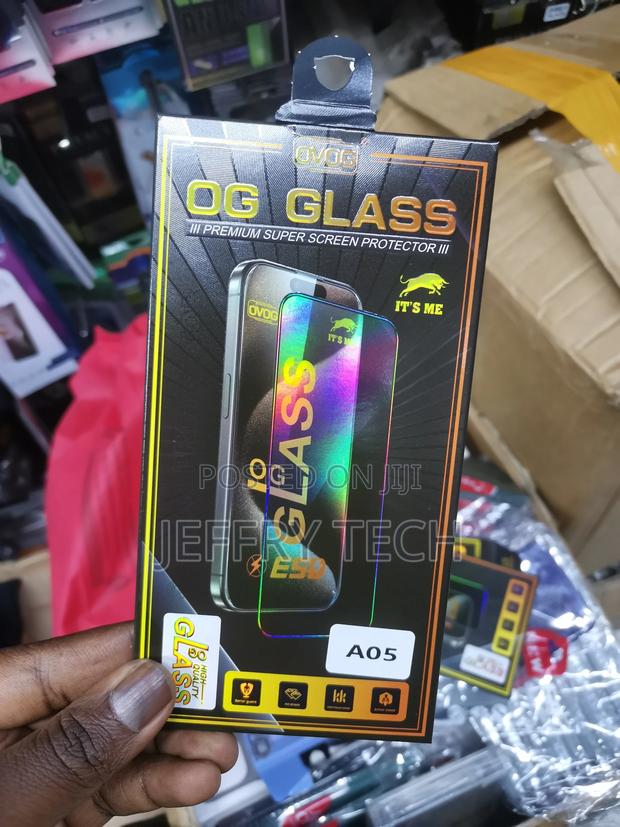 OVOG
OG GLASS
III PREMIUM SUPER SCREEN PROTECTOR III
IT'S ME
OVOG
IT'S ME
OG
GLASS
ESD
POSTED ON JIJI
JEFFRY TECH
A05
OG
HIGH
QUALITY
GLASS